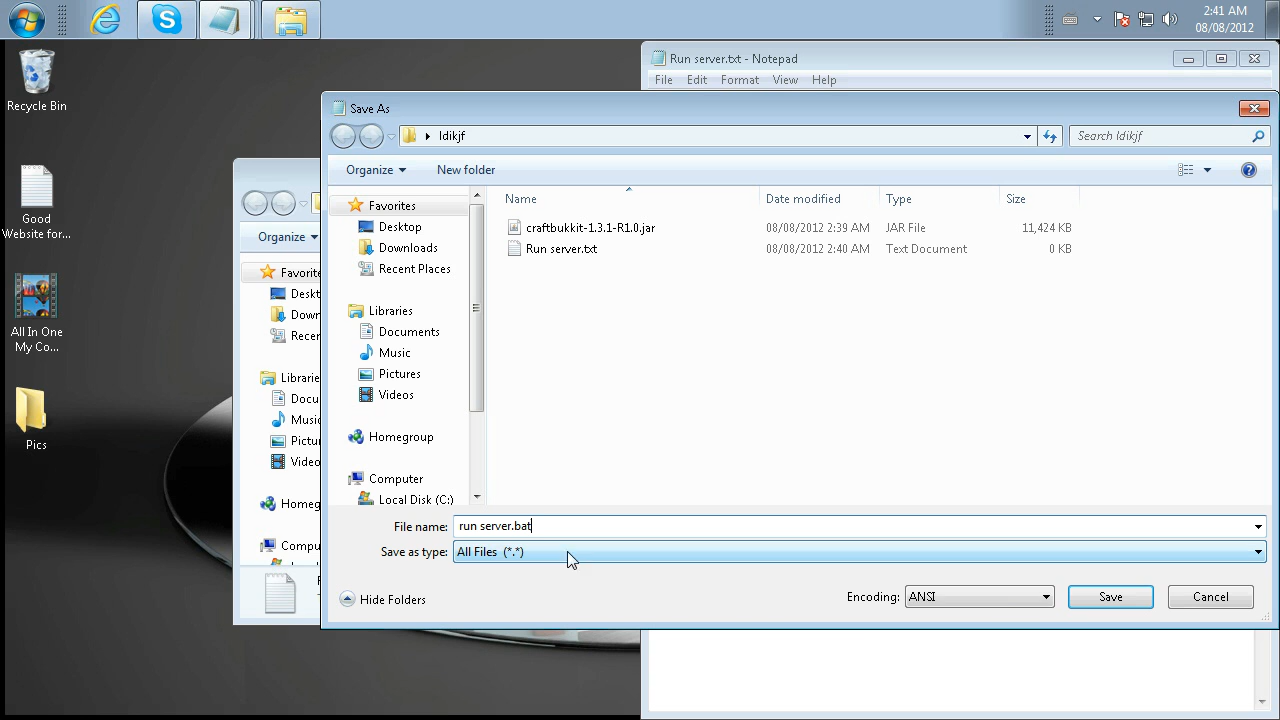 2:41 AM
08/08/2012
Recycle Bin
Good
Website for...
All In One
My Co...
Pics
Run server.txt - Notepad
File Edit Format View Help
Save As
ldikjf
Search ldikjf
Organize New folder
Name Date modified Type Size
craftbukkit-1.3.1-R1.0.jar 08/08/2012 2:39 AM JAR File 11,424 KB
Run server.txt 08/08/2012 2:40 AM Text Document 0 KB
Favorites
Desktop
Downloads
Recent Places
Libraries
Documents
Music
Pictures
Videos
Homegroup
Computer
Local Disk (C:)
File name: run server.bat
Save as type: All Files (*.*)
Hide Folders
Encoding: ANSI
Save
Cancel
Organize
Favorite
Deskt
Down
Recen
Librarie
Docu
Music
Pictu
Video
Homeg
Compu